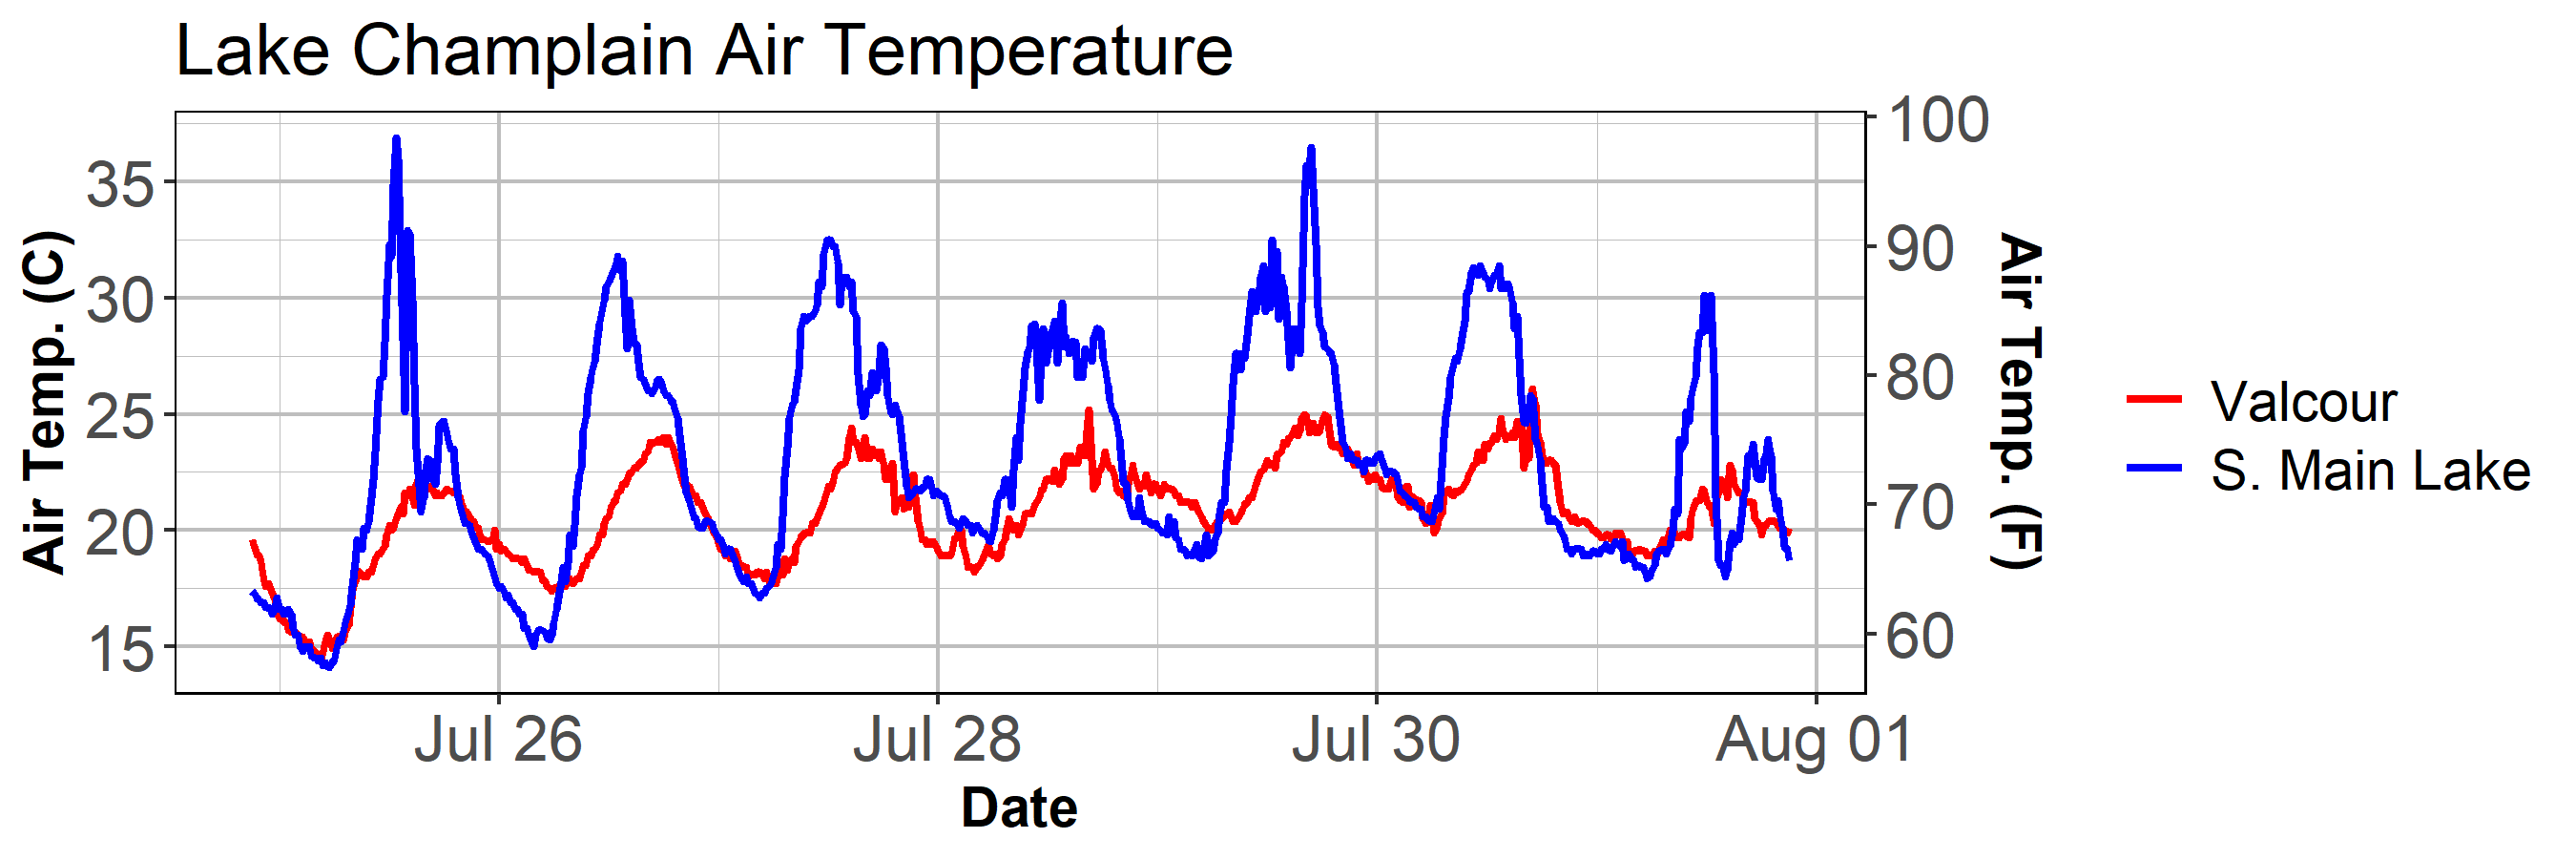 Lake Champlain Air Temperature
Air Temp. (C)
35
30
25
20
15
100
90
80
70
60
Air Temp. (F)
Jul 26
Jul 28
Jul 30
Aug 01
Date
Valcour
S. Main Lake